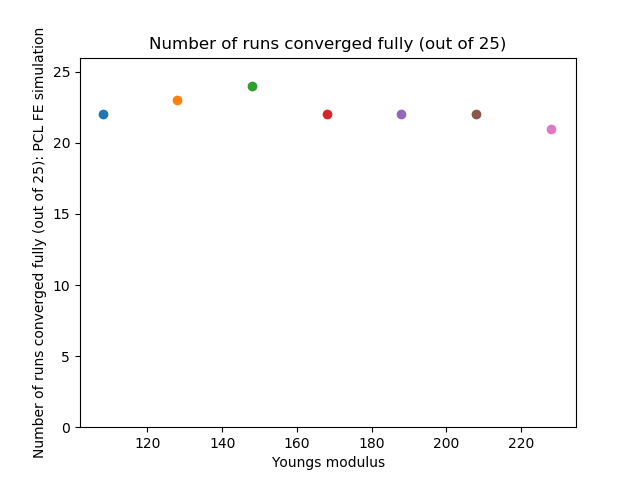 Number of runs converged fully (out of 25)
Number of runs converged fully (out of 25): PCL FE simulation
25
20
15
10
5
0
120 140 160 180 200 220
Youngs modulus